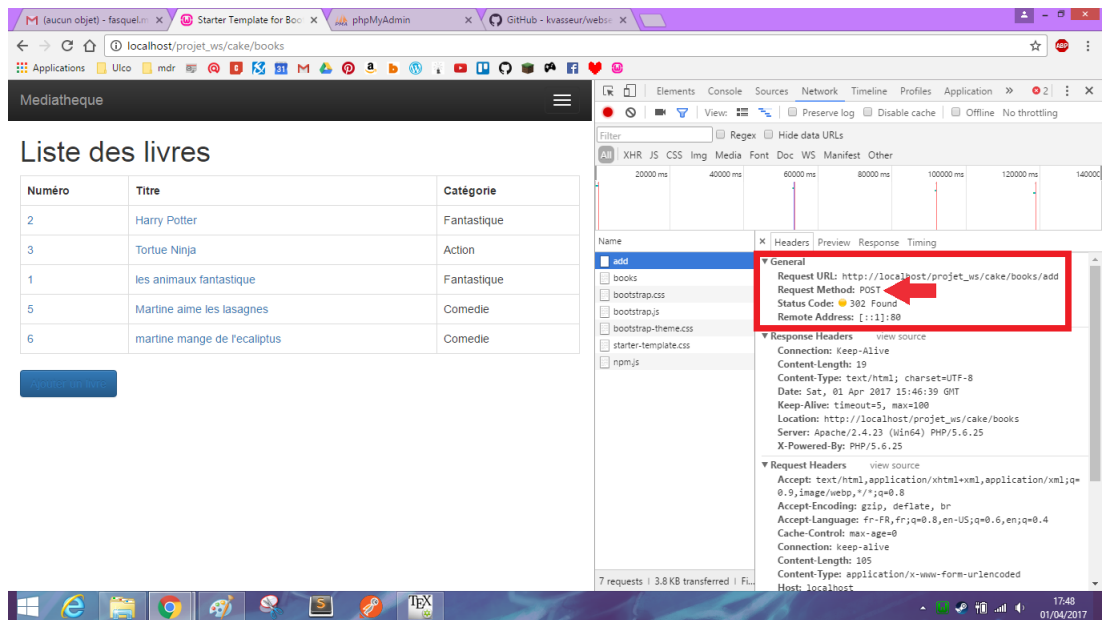 M (aucun objet) - fasquel.m
Starter Template for Boo
phpMyAdmin
GitHub - kvasseur/webse
localhost/projet_ws/cake/books
ABP
Applications Ulco mdr
Mediatheque
Liste des livres
Numéro Titre Catégorie
2 Harry Potter Fantastique
3 Tortue Ninja Action
1 les animaux fantastique Fantastique
5 Martine aime les lasagnes Comedie
6 martine mange de l'ecaliptus Comedie
Ajouter un livre
Elements Console Sources Network Timeline Profiles Application » 2
View: Preserve log Disable cache Offline No throttling
Filter Regex Hide data URLs
All XHR JS CSS Img Media Font Doc WS Manifest Other
20000 ms 40000 ms 60000 ms 80000 ms 100000 ms 120000 ms 140000
Name
add
books
bootstrap.css
bootstrap.js
bootstrap-theme.css
starter-template.css
npm.js
7 requests | 3.8 KB transferred | Fi...
× Headers Preview Response Timing
General
Request URL: http://localhost/projet_ws/cake/books/add
Request Method: POST
Status Code: 302 Found
Remote Address: [::1]:80
Response Headers view source
Connection: Keep-Alive
Content-Length: 19
Content-Type: text/html; charset=UTF-8
Date: Sat, 01 Apr 2017 15:46:39 GMT
Keep-Alive: timeout=5, max=100
Location: http://localhost/projet_ws/cake/books
Server: Apache/2.4.23 (Win64) PHP/5.6.25
X-Powered-By: PHP/5.6.25
Request Headers view source
Accept: text/html,application/xhtml+xml,application/xml;q=
0.9,image/webp,*/*;q=0.8
Accept-Encoding: gzip, deflate, br
Accept-Language: fr-FR,fr;q=0.8,en-US;q=0.6,en;q=0.4
Cache-Control: max-age=0
Connection: keep-alive
Content-Length: 105
Content-Type: application/x-www-form-urlencoded
Host: localhost
TEX
17:48
01/04/2017